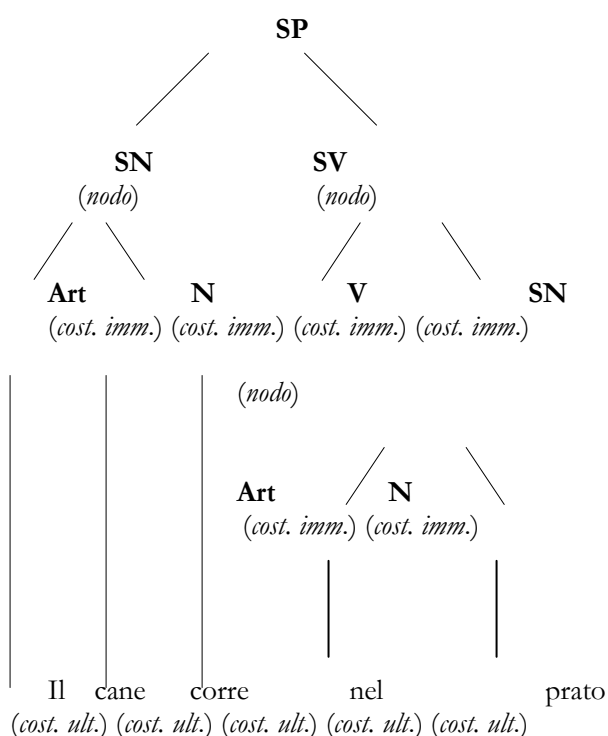 SP
SN SV
(nodo) (nodo)
Art N V SN
(cost. imm.) (cost. imm.) (cost. imm.) (cost. imm.)
(nodo)
Art N
(cost. imm.) (cost. imm.)
Il cane corre nel prato
(cost. ult.) (cost. ult.) (cost. ult.) (cost. ult.) (cost. ult.)